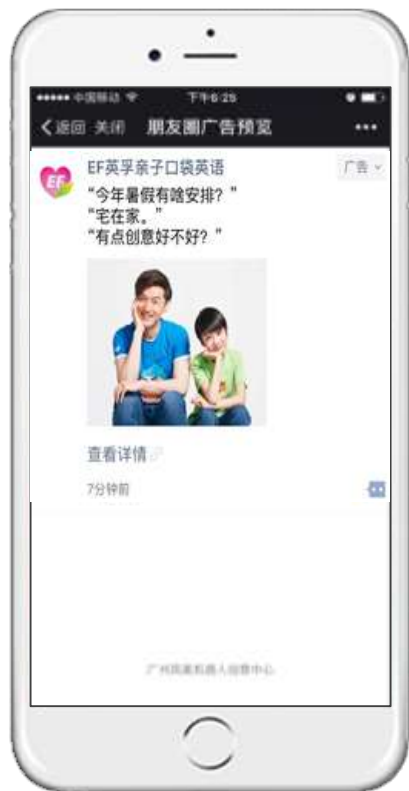 中国移动 下午6:25
返回 关闭 朋友圈广告预览
EF
EF英孚亲子口袋英语 广告
“今年暑假有啥安排？”
“宅在家。”
“有点创意好不好？”
查看详情
7分钟前